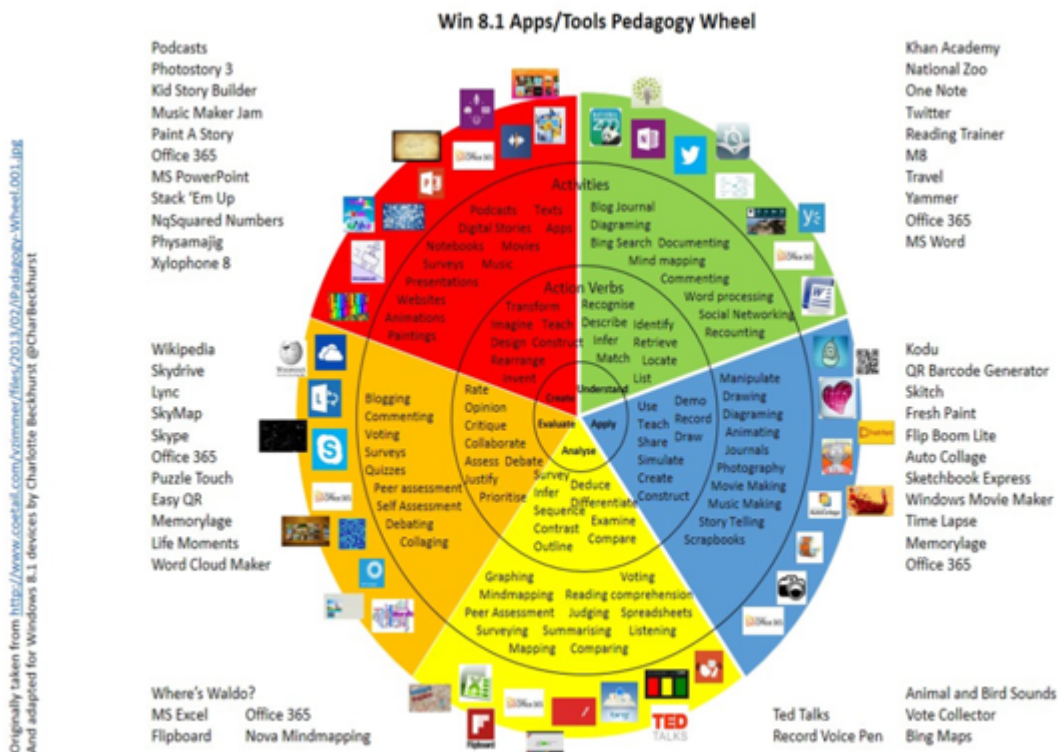 Win 8.1 Apps/Tools Pedagogy Wheel
Podcasts
Photostory 3
Kid Story Builder
Music Maker Jam
Paint A Story
Office 365
MS PowerPoint
Stack 'Em Up
NqSquared Numbers
Physamajig
Xylophone 8
Khan Academy
National Zoo
One Note
Twitter
Reading Trainer
M8
Travel
Yammer
Office 365
MS Word
Activities
Podcasts Texts
Digital Stories Apps
Notebooks Movies
Surveys Music
Presentations
Websites
Animations
Paintings
Blog Journal
Diagraming
Bing Search Documenting
Mind mapping
Commenting
Word processing
Social Networking
Recounting
Action Verbs
Transform
Imagine Teach
Design Construct
Rearrange
Invent
Recognise
Describe Identify
Infer Retrieve
Match Locate
List
Create
Understand
Evaluate
Apply
Analyse
Wikipedia
Skydrive
Lync
SkyMap
Skype
Office 365
Puzzle Touch
Easy QR
Memorylage
Life Moments
Word Cloud Maker
Blogging
Commenting
Voting
Surveys
Quizzes
Peer assessment
Self Assessment
Debating
Collaging
Rate
Opinion
Critique
Collaborate
Assess Debate
Justify
Prioritise
Use Demo
Teach Record
Share Draw
Simulate
Create
Construct
Manipulate
Drawing
Diagraming
Animating
Journals
Photography
Movie Making
Music Making
Story Telling
Scrapbooks
Kodu
QR Barcode Generator
Skitch
Fresh Paint
Flip Boom Lite
Auto Collage
Sketchbook Express
Windows Movie Maker
Time Lapse
Memorylage
Office 365
Survey Deduce
Infer Differentiate
Sequence Examine
Contrast Compare
Outline
Graphing Voting
Mindmapping Reading comprehension
Peer Assessment Judging Spreadsheets
Surveying Summarising Listening
Mapping Comparing
Where's Waldo?
MS Excel Office 365
Flipboard Nova Mindmapping
Flipboard
TED
TALKS
Ted Talks
Record Voice Pen
Animal and Bird Sounds
Vote Collector
Bing Maps
Originally taken from http://www.coetail.com/vzimmer/files/2013/02/iPadagogy-Wheel.001.jpg
And adapted for Windows 8.1 devices by Charlotte Beckhurst @CharBeckhurst